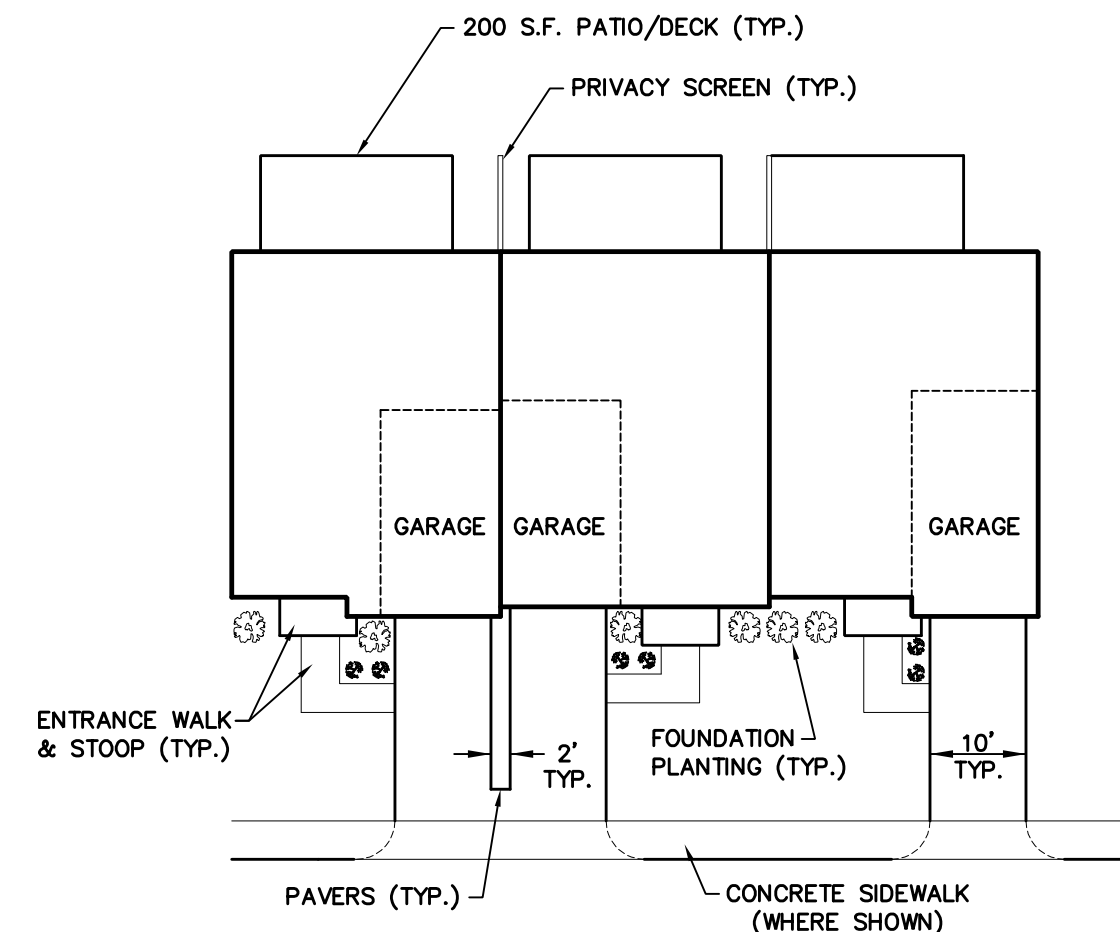 200 S.F. PATIO/DECK (TYP.)
PRIVACY SCREEN (TYP.)
GARAGE
GARAGE
GARAGE
ENTRANCE WALK
& STOOP (TYP.)
2'
TYP.
FOUNDATION
PLANTING (TYP.)
10'
TYP.
PAVERS (TYP.)
CONCRETE SIDEWALK
(WHERE SHOWN)